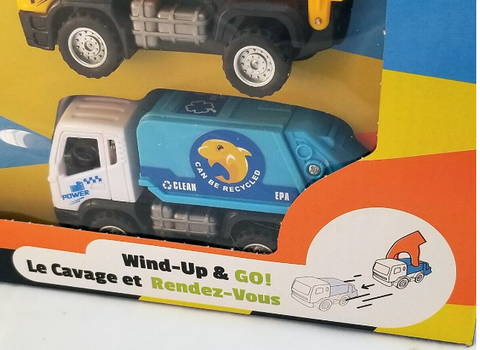 CAN BE RECYCLED
CLEAN
EPA
POWER
Wind-Up & GO!
Le Cavage et Rendez-Vous